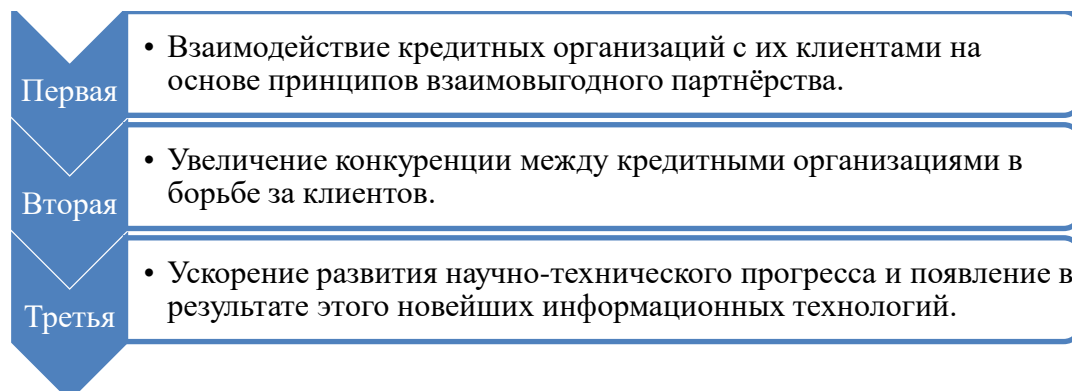 Первая
• Взаимодействие кредитных организаций с их клиентами на
основе принципов взаимовыгодного партнёрства.
Вторая
• Увеличение конкуренции между кредитными организациями в
борьбе за клиентов.
Третья
• Ускорение развития научно-технического прогресса и появление в
результате этого новейших информационных технологий.